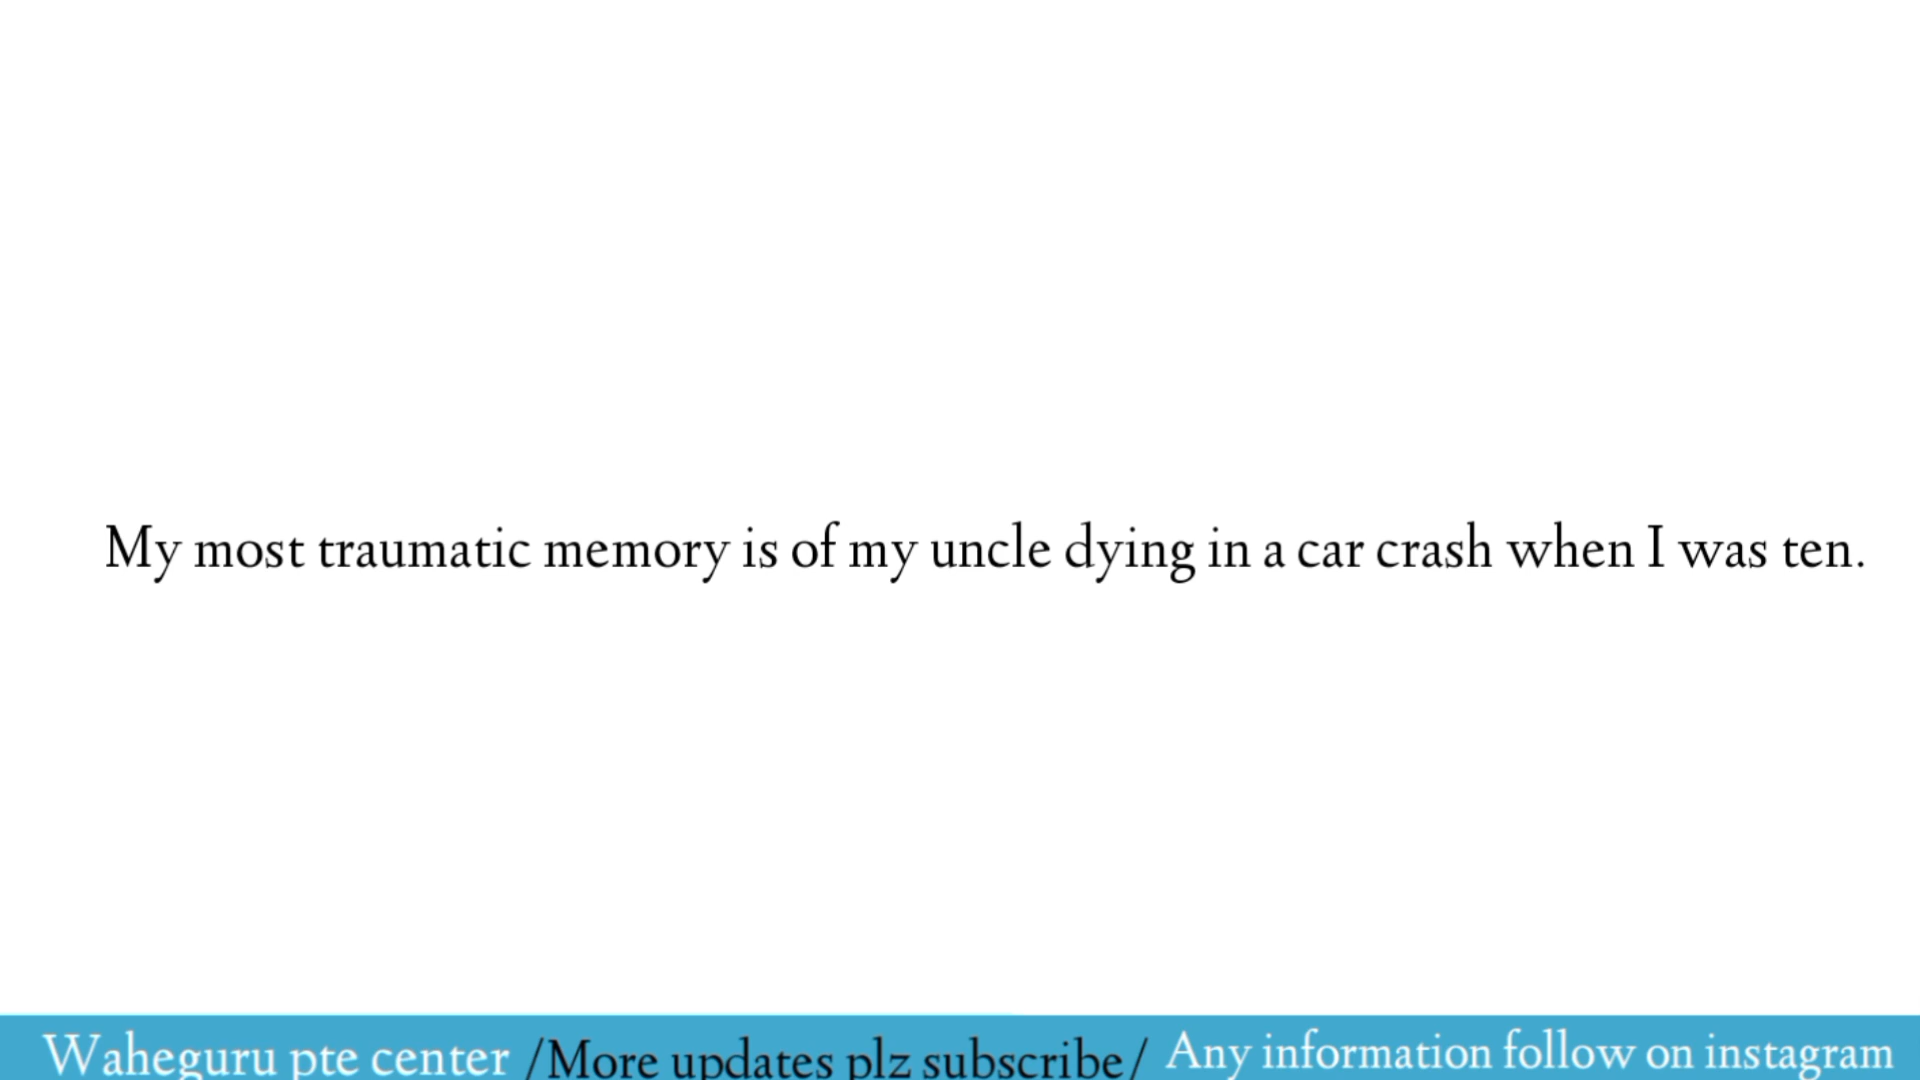 My most traumatic memory is of my uncle dying in a car crash when I was ten.
Waheguru pte center /More updates plz subscribe/ Any information follow on instagram